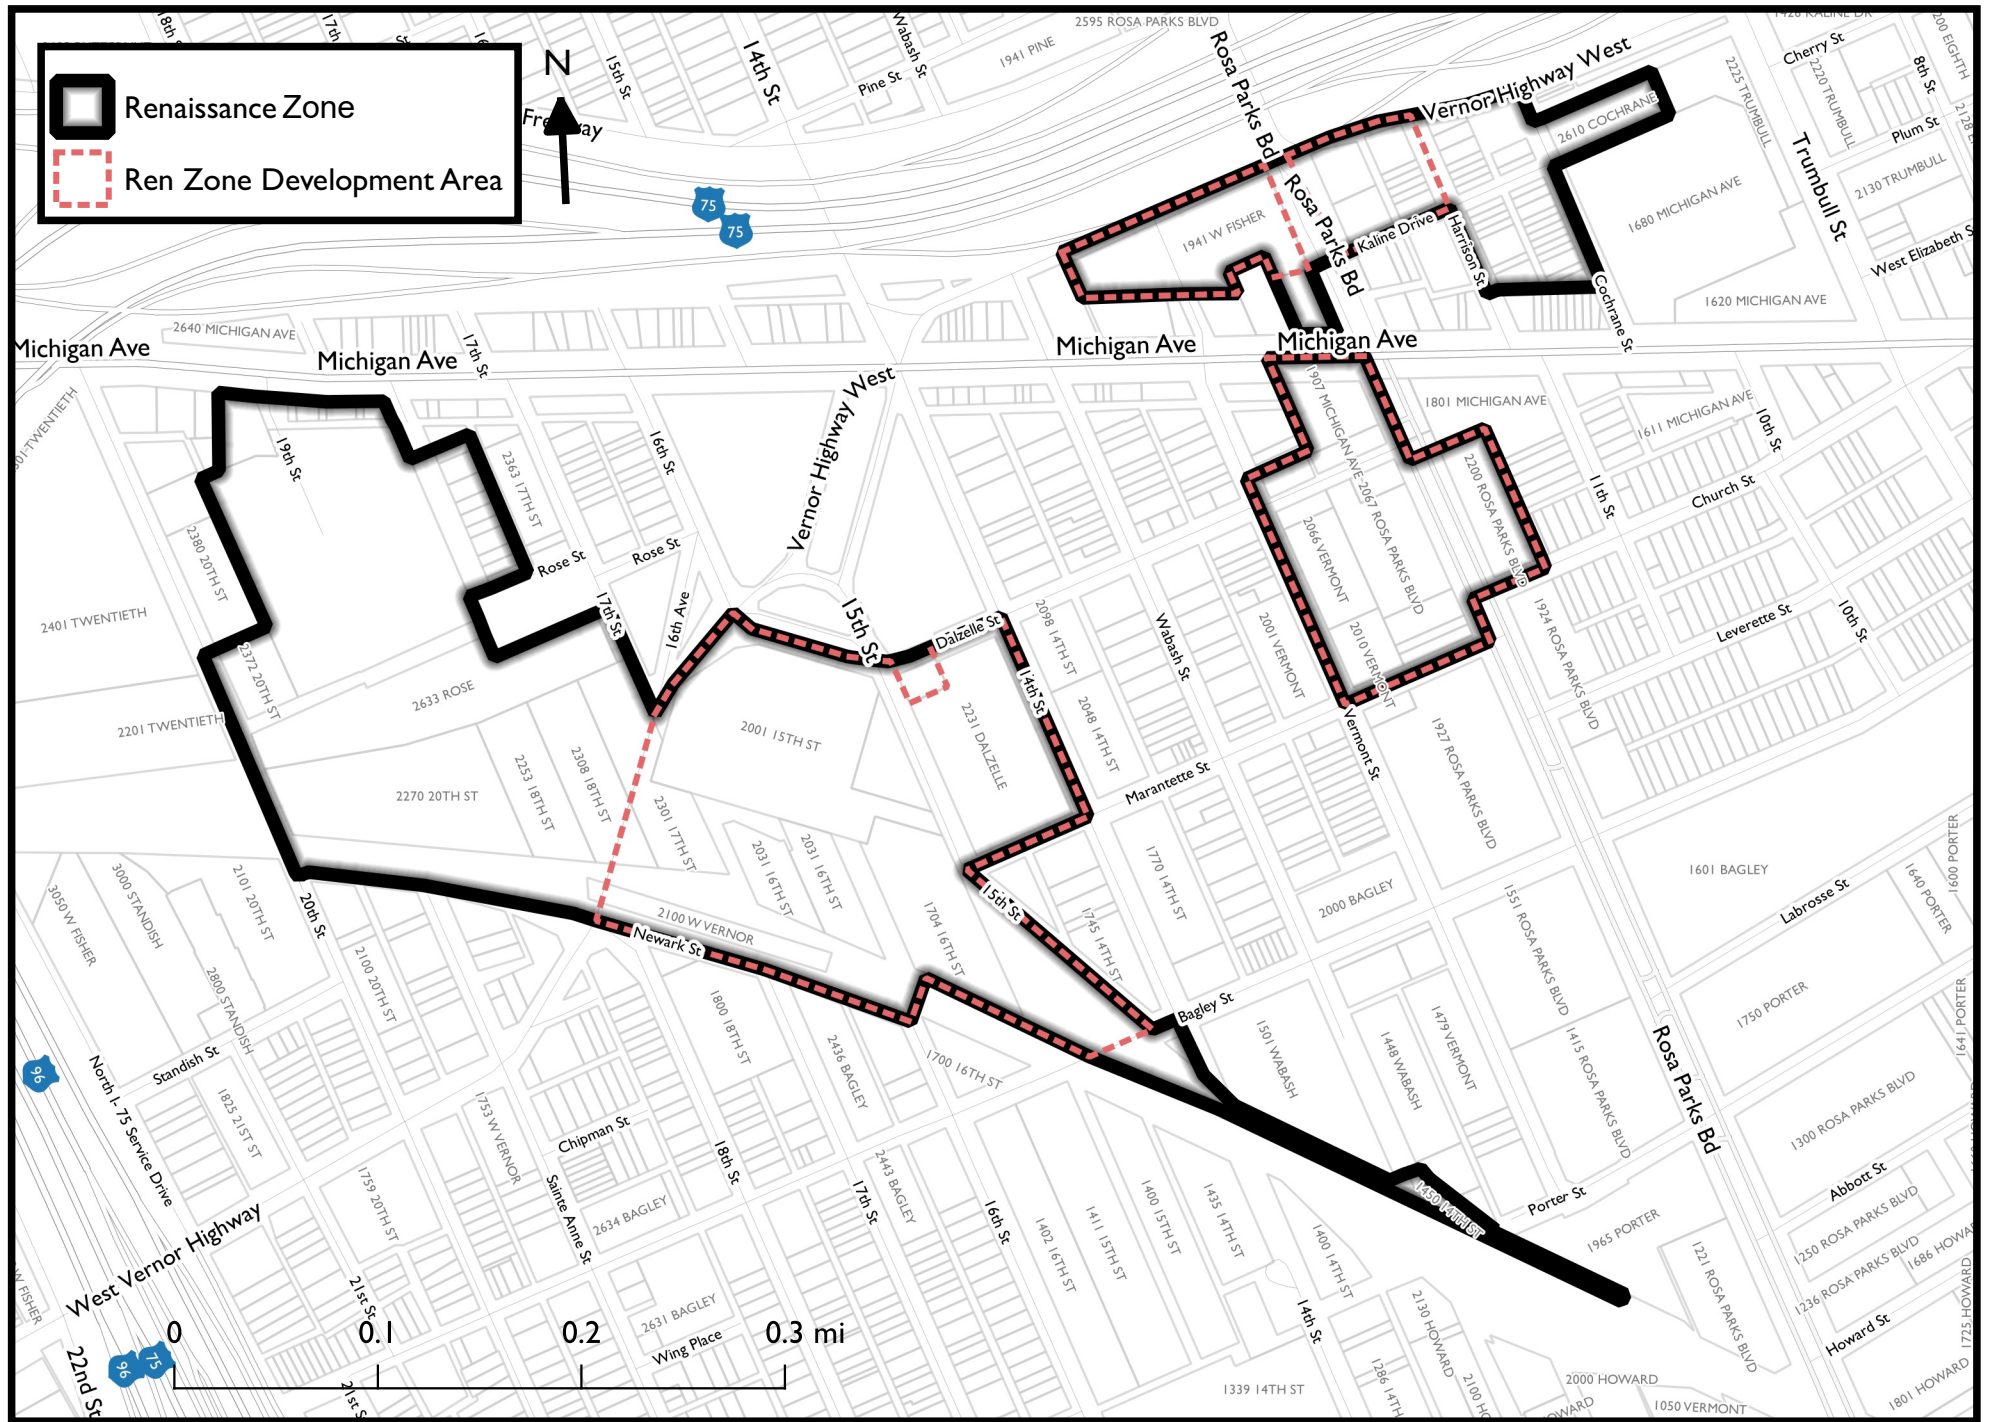 Renaissance Zone
Ren Zone Development Area
N
Freeway
18th
17th
St
15th St
14th St
Wabash St
Pine St
1941 PINE
2595 ROSA PARKS BLVD
Rosa Parks Bd
Vernor Highway West
2610 COCHRANE
2225 TRUMBULL
1428 KALINE DR
Cherry St
2220 TRUMBULL
8th St
200 EIGHTH
Plum St
2130 TRUMBULL
Trumbull St
West Elizabeth S
1680 MICHIGAN AVE
1620 MICHIGAN AVE
75
75
1941 W FISHER
Rosa Parks Bd
Kaline Drive
Harrison St
Cochrane St
2640 MICHIGAN AVE
Michigan Ave
Michigan Ave
17th St
Michigan Ave
Michigan Ave
Vernor Highway West
1907 MICHIGAN AVE
1801 MICHIGAN AVE
1611 MICHIGAN AVE
10th St
Church St
11th St
2200 ROSA PARKS BLVD
2067 ROSA PARKS BLVD
2066 VERMONT
2010 VERMONT
2001 VERMONT
19th St
2363 17TH ST
16th St
2380 20TH ST
Rose St
Rose St
17th St
16th Ave
15th St
Dalzelle St
2098 14TH ST
Wabash St
14th St
2048 14TH ST
2401 TWENTIETH
2372 20TH ST
2201 TWENTIETH
2633 ROSE
2001 15TH ST
2231 DALZELLE
Marantette St
Vermont St
1927 ROSA PARKS BLVD
1924 ROSA PARKS BLVD
Leverette St
10th St
2270 20TH ST
2253 18TH ST
2308 18TH ST
2301 17TH ST
2031 16TH ST
2031 16TH ST
1770 14TH ST
2000 BAGLEY
1601 BAGLEY
1600 PORTER
1640 PORTER
Labrosse St
3050 W FISHER
3000 STANDISH
2101 20TH ST
20th St
2100 W VERNOR
Newark St
1704 16TH ST
15th St
1745 14TH ST
1551 ROSA PARKS BLVD
2800 STANDISH
2100 20TH ST
Bagley St
1750 PORTER
1641 PORTER
Standish St
1800 18TH ST
2436 BAGLEY
1700 16TH ST
1501 WABASH
1448 WABASH
1479 VERMONT
1415 ROSA PARKS BLVD
Rosa Parks Bd
1300 ROSA PARKS BLVD
96
North I- 75 Service Drive
1825 21ST ST
1753 W VERNOR
Chipman St
18th St
2443 BAGLEY
1759 20TH ST
Sainte Anne St
2634 BAGLEY
17th St
16th St
1402 16TH ST
1411 15TH ST
1400 15TH ST
1435 14TH ST
1400 14TH ST
1450 14TH ST
Porter St
1965 PORTER
Abbott St
1250 ROSA PARKS BLVD
1686 HOWA
1236 ROSA PARKS BLVD
1221 ROSA PARKS BLVD
1725 HOWARD
Howard St
West Vernor Highway
21st St
W FISHER
2631 BAGLEY
Wing Place
14th St
2130 HOWARD
0 0.1 0.2 0.3 mi
96
75
22nd St
21st S
1339 14TH ST
1286 14TH
2100 HO
2000 HOWARD
OWARD
1050 VERMONT
1801 HOWARD